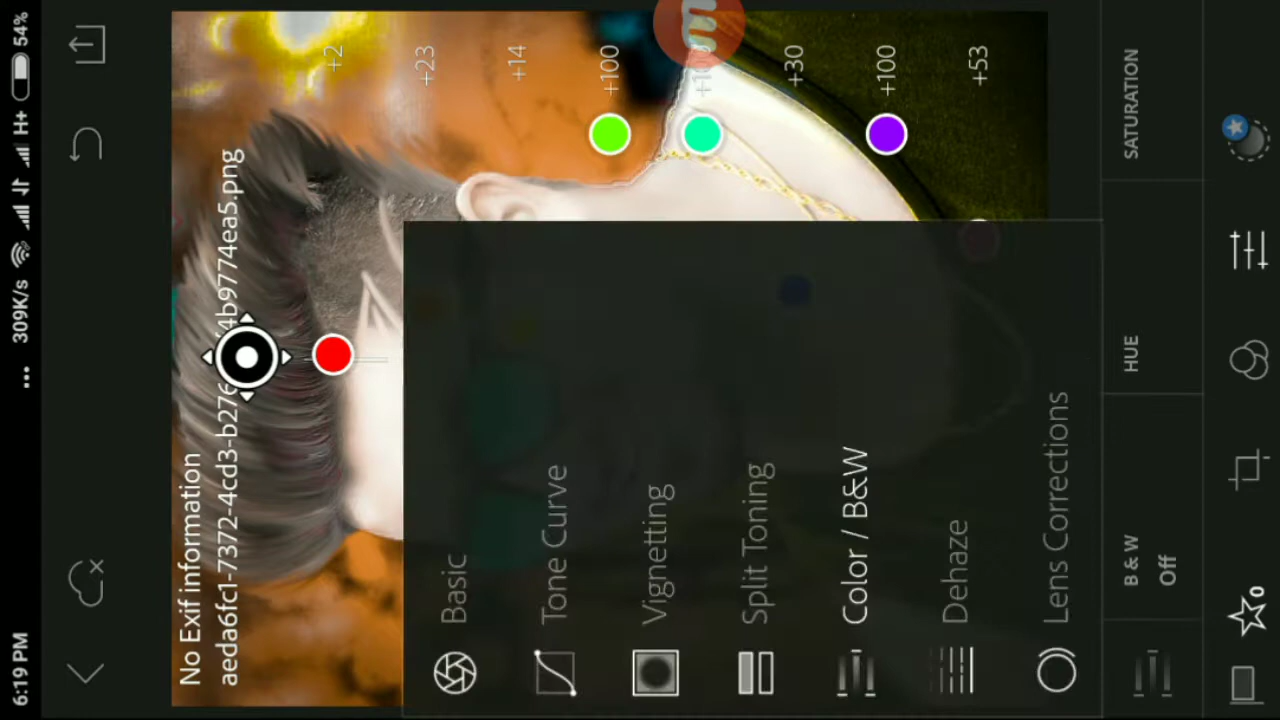 6:19 PM
... 309K/s H+ 54%
No Exif information
+2
+23
+14
+100
+30
+100
+53
Basic
Tone Curve
Vignetting
Split Toning
Color / B&W
Dehaze
Lens Corrections
B & W
Off
HUE
SATURATION
0